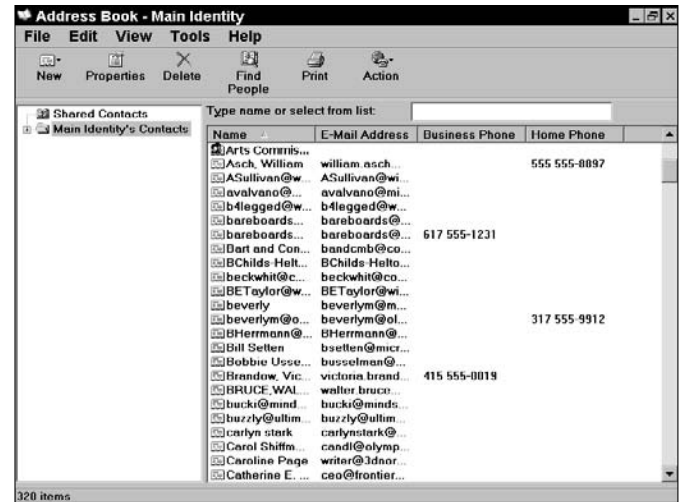 Address Book - Main Identity
File Edit View Tools Help
New Properties Delete Find People Print Action
Type name or select from list:
Shared Contacts
Main Identity's Contacts
Name E-Mail Address Business Phone Home Phone
Arts Commis...
Asch, William william.asch... 555 555-8897
ASullivan@w... ASullivan@wi...
avalvano@... avalvano@mi...
b4legged@w... b4legged@w...
bareboards... bareboards@...
bareboards... bareboards@... 617 555-1231
Bart and Con... bandcmb@co...
BChilds-Helt... BChilds-Helto...
beckwhit@c... beckwhit@co...
BETaylor@w... BETaylor@wi...
beverly beverlym@m...
beverlym@o... beverlym@ol... 317 555-9912
BHerrmann@... BHerrmann@...
Bill Setten bsetten@micr...
Bobbie Usse... busselman@...
Brandow, Vic... victoria.brand... 415 555-0019
BRUCE,WAL... walter.bruce...
bucki@mind... bucki@minds...
buzzly@ultim... buzzly@ultim...
carlyn stark carlynstark@...
Carol Shiffm... candl@olymp...
Caroline Page writer@3dnor...
Catherine E. ... ceo@frontier...
320 items